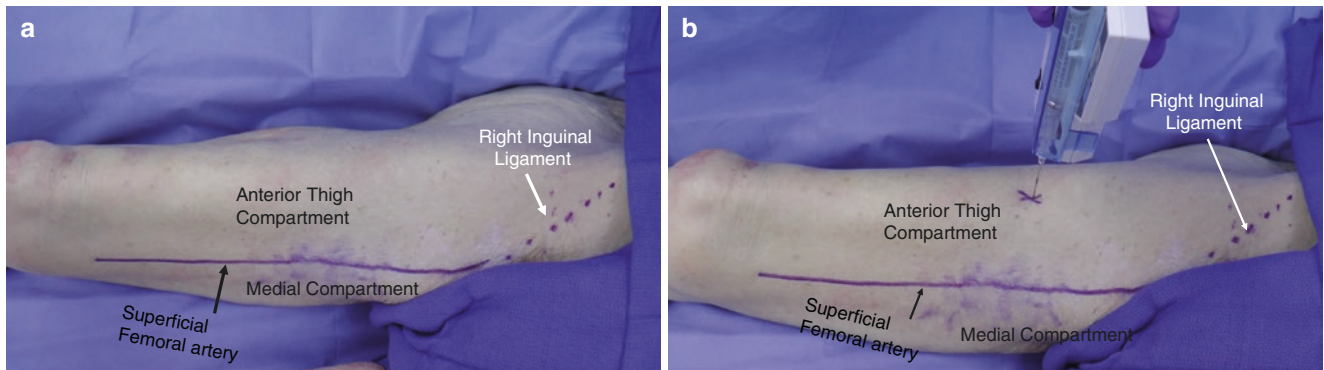 a
Right Inguinal
Ligament
Anterior Thigh
Compartment
Medial Compartment
Superficial
Femoral artery
b
Right Inguinal
Ligament
Anterior Thigh
Compartment
Superficial
Femoral artery
Medial Compartment